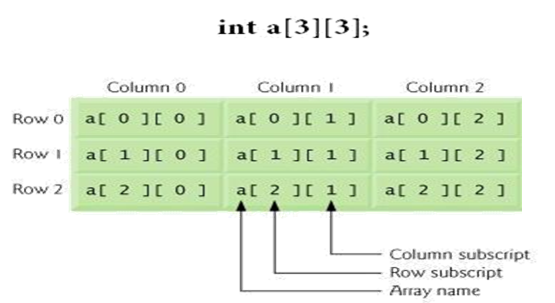 int a[3][3];
Column 0 Column 1 Column 2
Row 0 a[ 0 ][ 0 ] a[ 0 ][ 1 ] a[ 0 ][ 2 ]
Row 1 a[ 1 ][ 0 ] a[ 1 ][ 1 ] a[ 1 ][ 2 ]
Row 2 a[ 2 ][ 0 ] a[ 2 ][ 1 ] a[ 2 ][ 2 ]
Column subscript
Row subscript
Array name